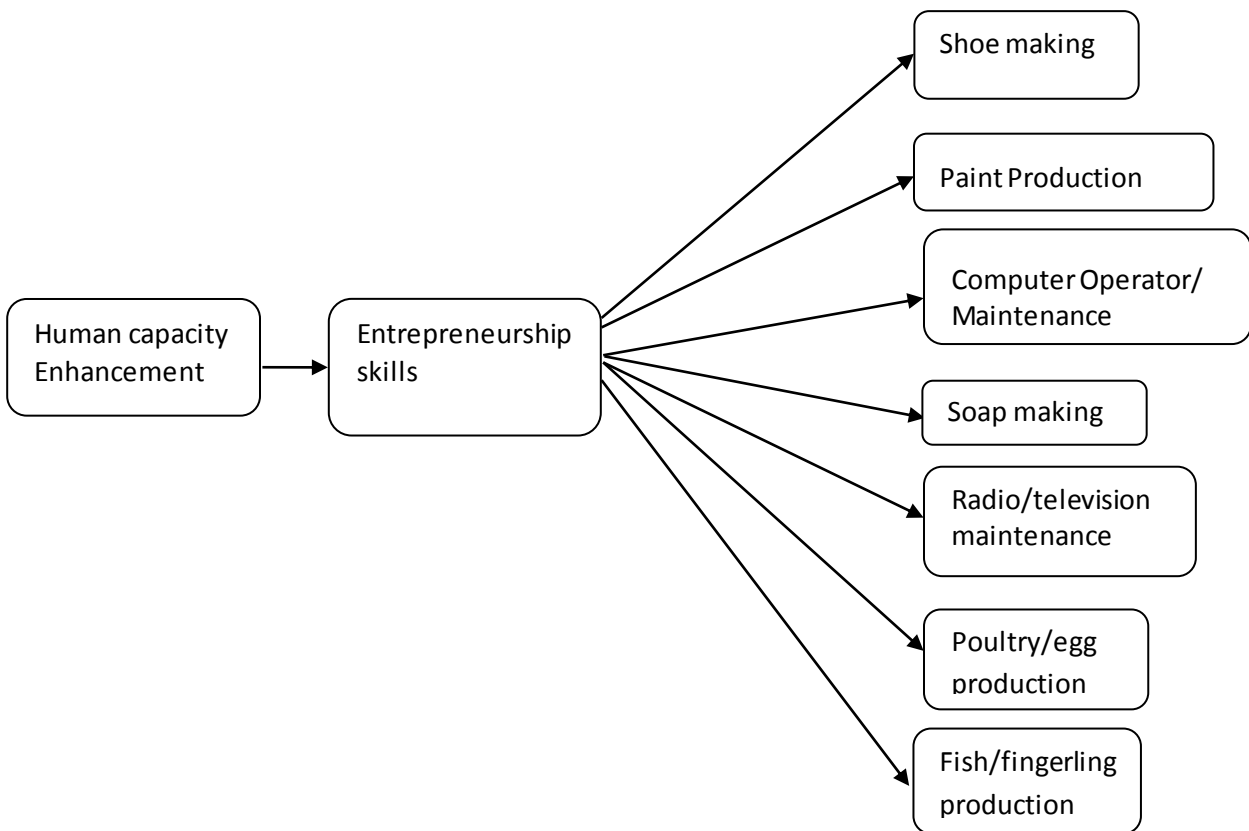 Human capacity
Enhancement
Entrepreneurship
skills
Shoe making
Paint Production
Computer Operator/
Maintenance
Soap making
Radio/television
maintenance
Poultry/egg
production
Fish/fingerling
production